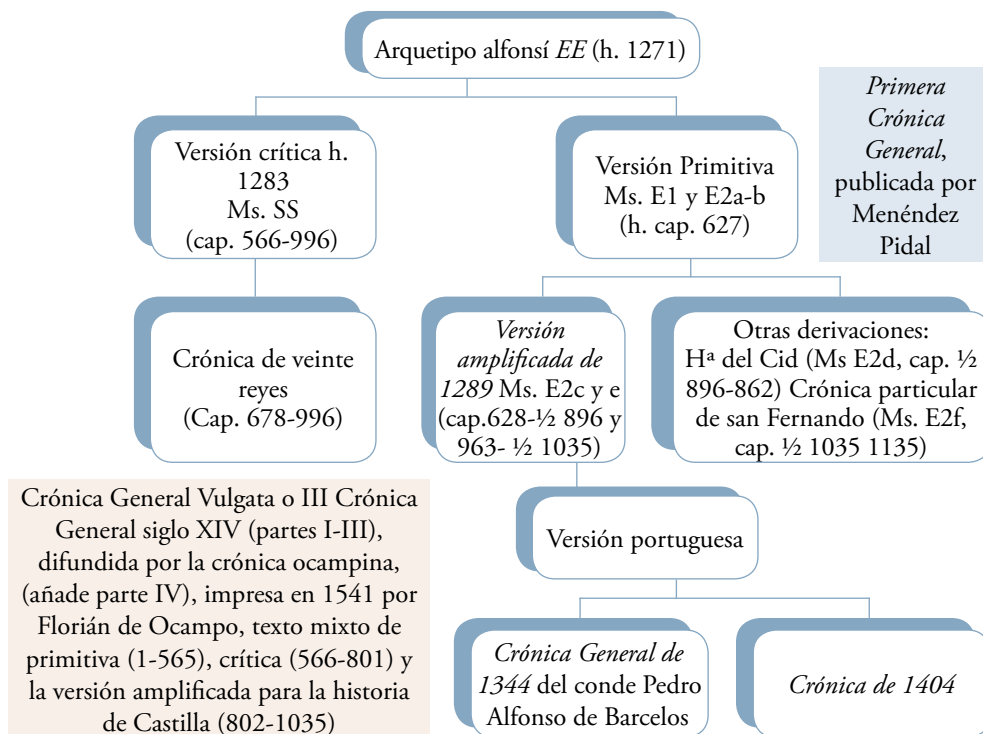 Arquetipo alfonsí EE (h. 1271)
Primera
Crónica
General,
publicada por
Menéndez
Pidal
Versión crítica h.
1283
Ms. SS
(cap. 566-996)
Versión Primitiva
Ms. E1 y E2a-b
(h. cap. 627)
Crónica de veinte
reyes
(Cap. 678-996)
Versión
amplificada de
1289 Ms. E2c y e
(cap.628-½ 896 y
963- ½ 1035)
Otras derivaciones:
Hª del Cid (Ms E2d, cap. ½
896-862) Crónica particular
de san Fernando (Ms. E2f,
cap. ½ 1035 1135)
Crónica General Vulgata o III Crónica
General siglo XIV (partes I-III),
difundida por la crónica ocampina,
(añade parte IV), impresa en 1541 por
Florián de Ocampo, texto mixto de
primitiva (1-565), crítica (566-801) y
la versión amplificada para la historia
de Castilla (802-1035)
Versión portuguesa
Crónica General de
1344 del conde Pedro
Alfonso de Barcelos
Crónica de 1404